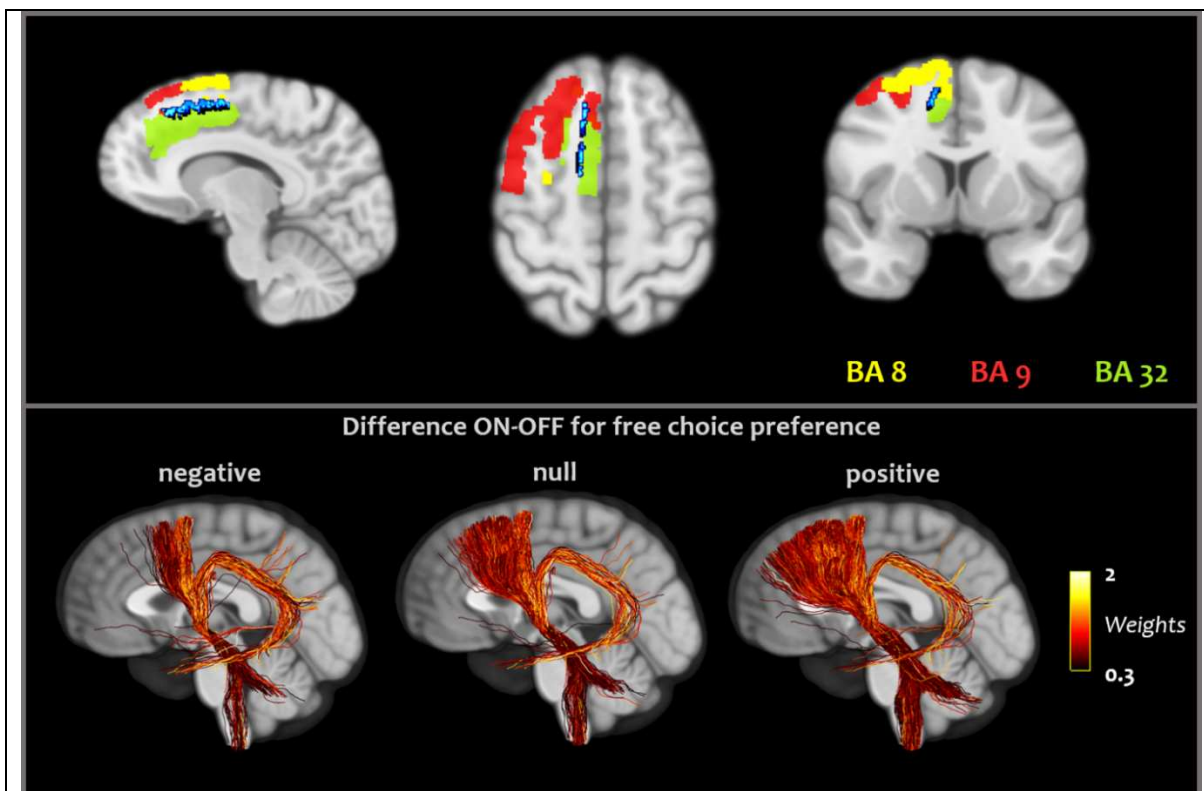 BA 8 BA 9 BA 32
Difference ON-OFF for free choice preference
negative null positive
2
Weights
0.3